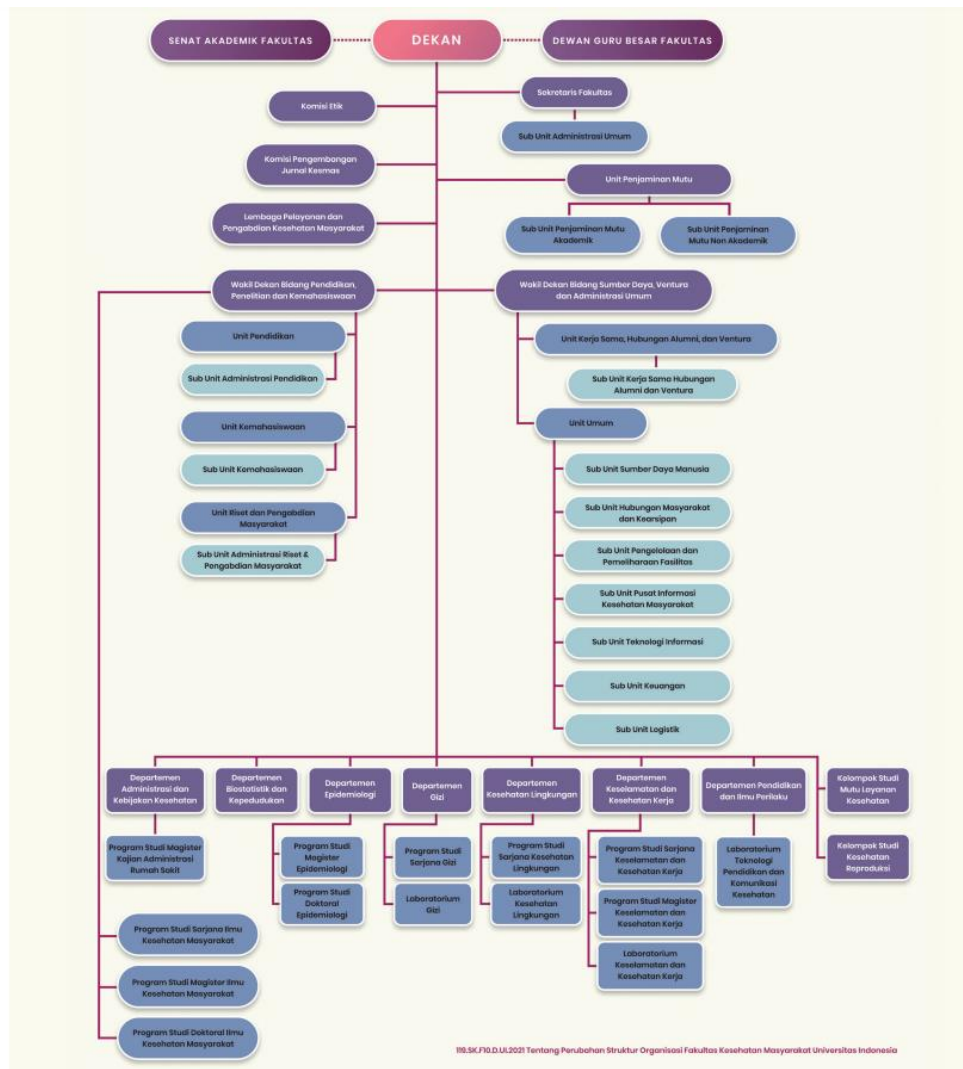 SENAT AKADEMIK FAKULTAS
DEKAN
DEWAN GURU BESAR FAKULTAS
Sekretaris Fakultas
Komisi Etik
Sub Unit Administrasi Umum
Komisi Pengembangan
Jurnal Kesmas
Unit Penjaminan Mutu
Lembaga Pelayanan dan
Pengabdian Kesehatan Masyarakat
Sub Unit Penjaminan Mutu
Akademik
Sub Unit Penjaminan
Mutu Non Akademik
Wakil Dekan Bidang Pendidikan,
Penelitian dan Kemahasiswaan
Wakil Dekan Bidang Sumber Daya, Ventura
dan Administrasi Umum
Unit Pendidikan
Sub Unit Administrasi Pendidikan
Unit Kemahasiswaan
Sub Unit Kemahasiswaan
Unit Riset dan Pengabdian
Masyarakat
Sub Unit Administrasi Riset &
Pengabdian Masyarakat
Unit Kerja Sama, Hubungan Alumni, dan Ventura
Sub Unit Kerja Sama Hubungan
Alumni dan Ventura
Unit Umum
Sub Unit Sumber Daya Manusia
Sub Unit Hubungan Masyarakat
dan Kearsipan
Sub Unit Pengelolaan dan
Pemeliharaan Fasilitas
Sub Unit Pusat Informasi
Kesehatan Masyarakat
Sub Unit Teknologi Informasi
Sub Unit Keuangan
Sub Unit Logistik
Departemen
Administrasi dan
Kebijakan Kesehatan
Departemen
Biostatistik dan
Kepedudukan
Departemen
Epidemiologi
Departemen
Gizi
Departemen
Kesehatan Lingkungan
Departemen
Keselamatan dan
Kesehatan Kerja
Departemen Pendidikan
dan Ilmu Perilaku
Kelompok Studi
Mutu Layanan
Kesehatan
Program Studi Magister
Kajian Administrasi
Rumah Sakit
Program Studi
Magister
Epidemiologi
Program Studi
Doktoral
Epidemiologi
Program Studi
Sarjana Gizi
Laboratorium
Gizi
Program Studi
Sarjana Kesehatan
Lingkungan
Laboratorium
Kesehatan
Lingkungan
Program Studi Sarjana
Keselamatan dan
Kesehatan Kerja
Program Studi Magister
Keselamatan dan
Kesehatan Kerja
Laboratorium
Keselamatan dan
Kesehatan Kerja
Laboratorium
Teknologi
Pendidikan dan
Komunikasi
Kesehatan
Kelompok Studi
Kesehatan
Reproduksi
Program Studi Sarjana Ilmu
Kesehatan Masyarakat
Program Studi Magister Ilmu
Kesehatan Masyarakat
Program Studi Doktoral Ilmu
Kesehatan Masyarakat
119.SK.F10.D.UI.2021 Tentang Perubahan Struktur Organisasi Fakultas Kesehatan Masyarakat Universitas Indonesia